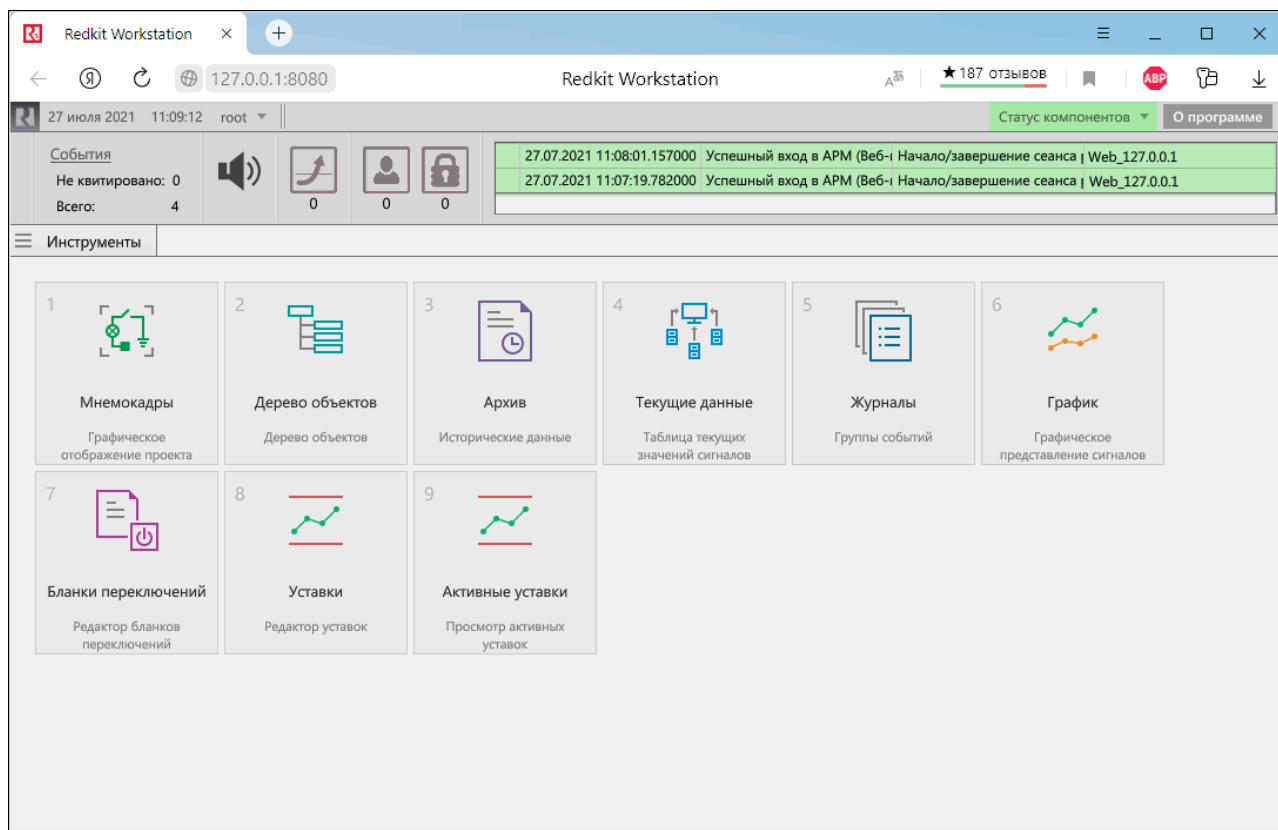 Redkit Workstation
127.0.0.1:8080
Redkit Workstation
187 отзывов
ABP
27 июля 2021 11:09:12 root
Статус компонентов
О программе
События
Не квитировано: 0
Всего: 4
0
0
0
27.07.2021 11:08:01.157000 Успешный вход в АРМ (Веб- Начало/завершение сеанса Web_127.0.0.1
27.07.2021 11:07:19.782000 Успешный вход в АРМ (Веб- Начало/завершение сеанса Web_127.0.0.1
Инструменты
1
Мнемокадры
Графическое
отображение проекта
2
Дерево объектов
Дерево объектов
3
Архив
Исторические данные
4
Текущие данные
Таблица текущих
значений сигналов
5
Журналы
Группы событий
6
График
Графическое
представление сигналов
7
Бланки переключений
Редактор бланков
переключений
8
Уставки
Редактор уставок
9
Активные уставки
Просмотр активных
уставок